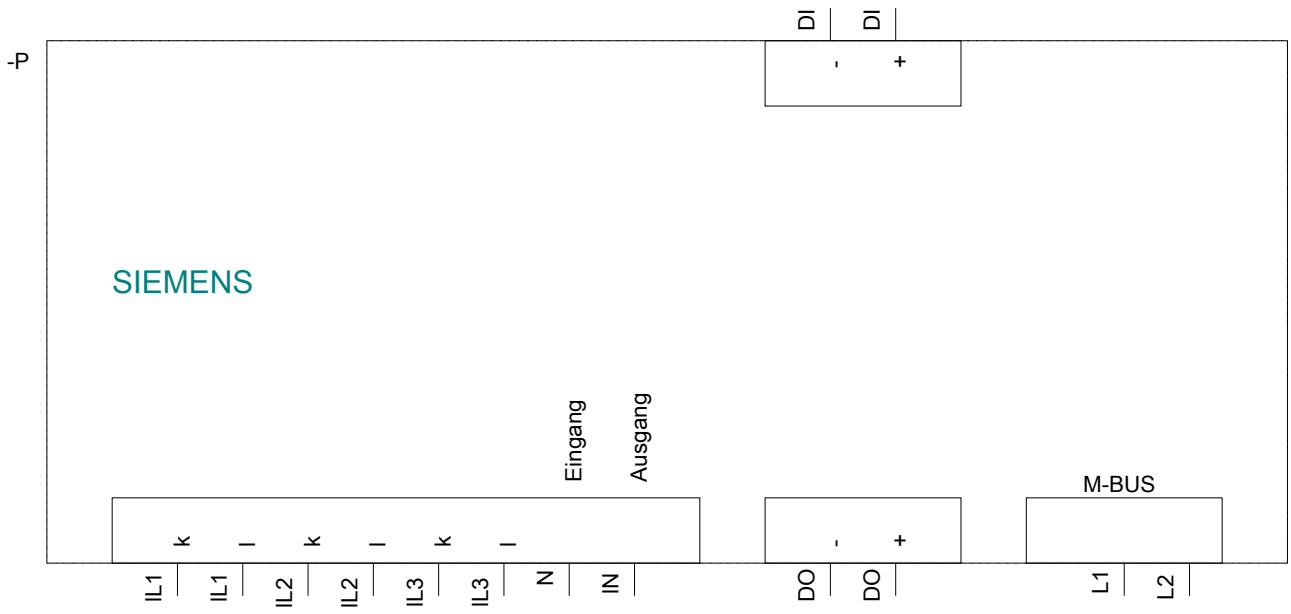 DI
DI
-P
-
+
SIEMENS
Eingang
Ausgang
M-BUS
k
l
k
l
k
l
-
+
IL1
IL1
IL2
IL2
IL3
IL3
N
IN
DO
DO
L1
L2